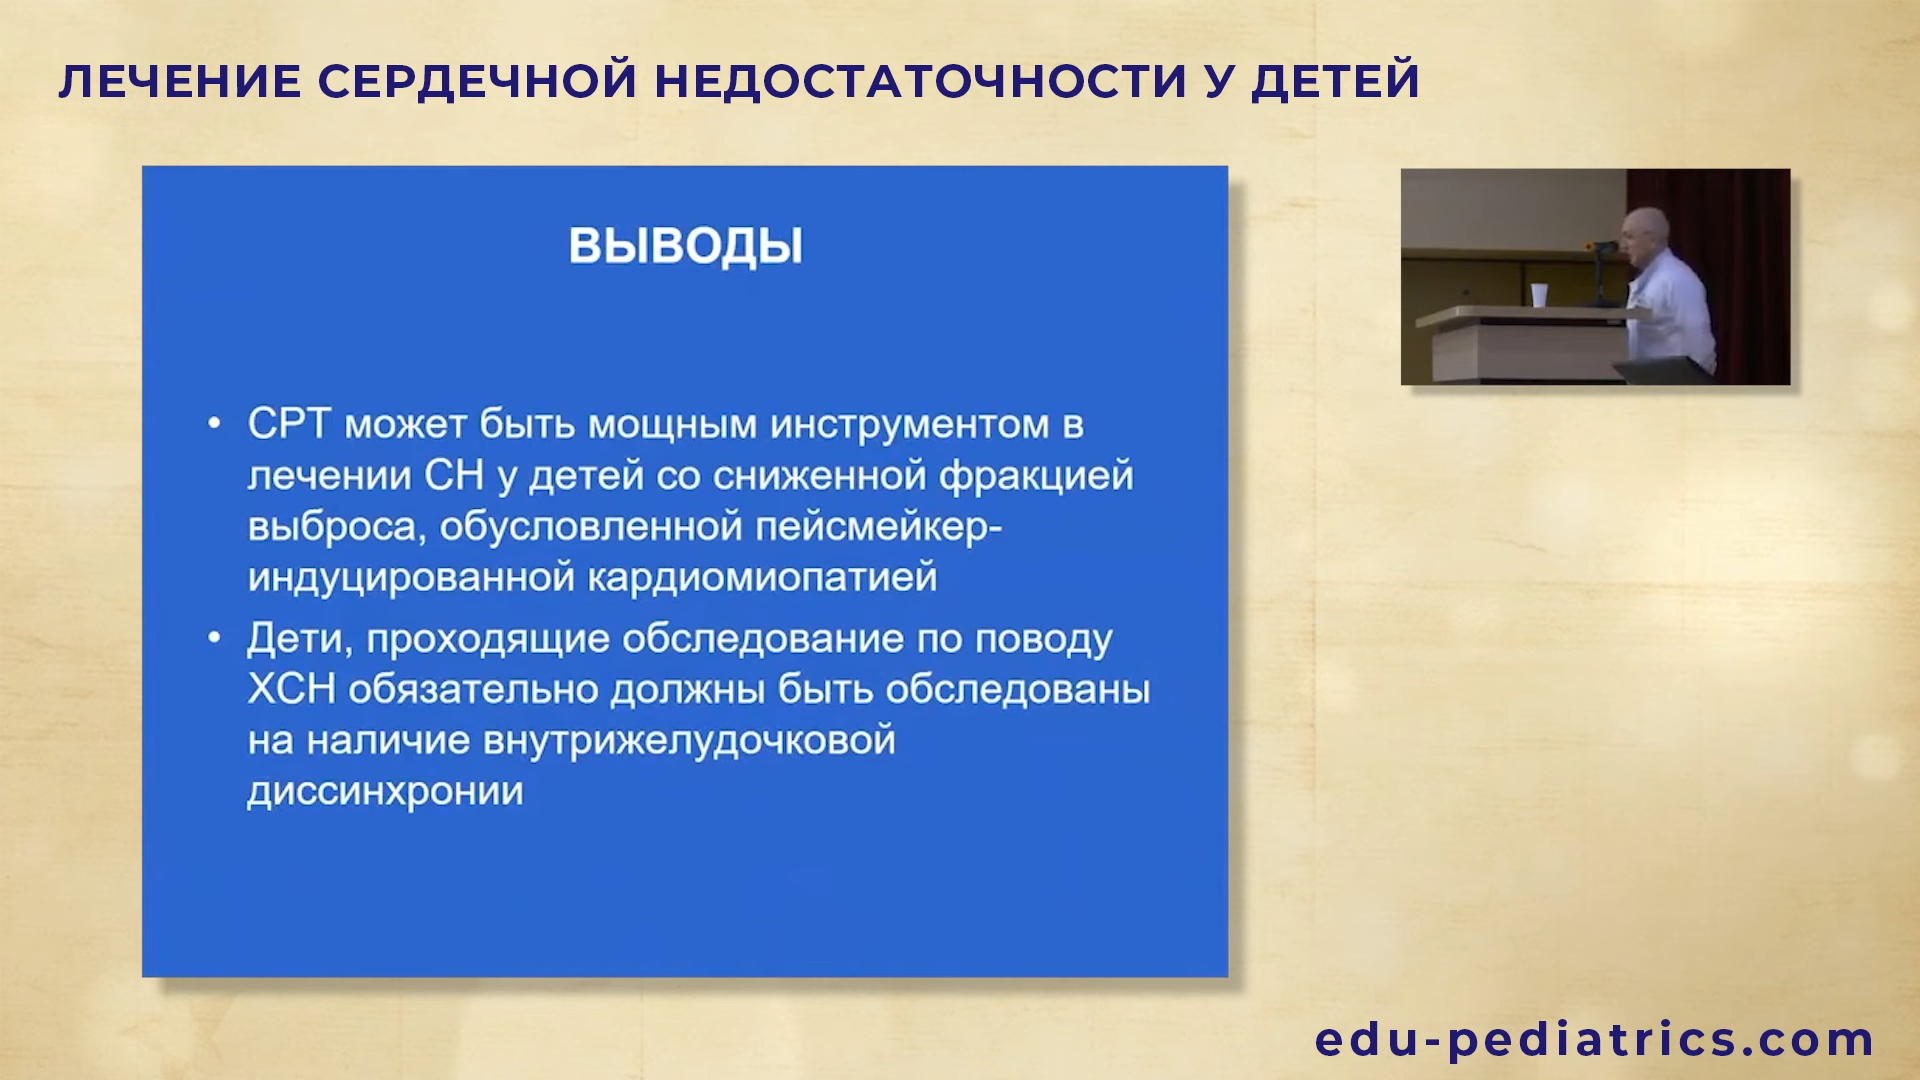 ЛЕЧЕНИЕ СЕРДЕЧНОЙ НЕДОСТАТОЧНОСТИ У ДЕТЕЙ
ВЫВОДЫ
• СРТ может быть мощным инструментом в
лечении СН у детей со сниженной фракцией
выброса, обусловленной пейсмейкер-
индуцированной кардиомиопатией
• Дети, проходящие обследование по поводу
ХСН обязательно должны быть обследованы
на наличие внутрижелудочковой
диссинхронии
edu-pediatrics.com